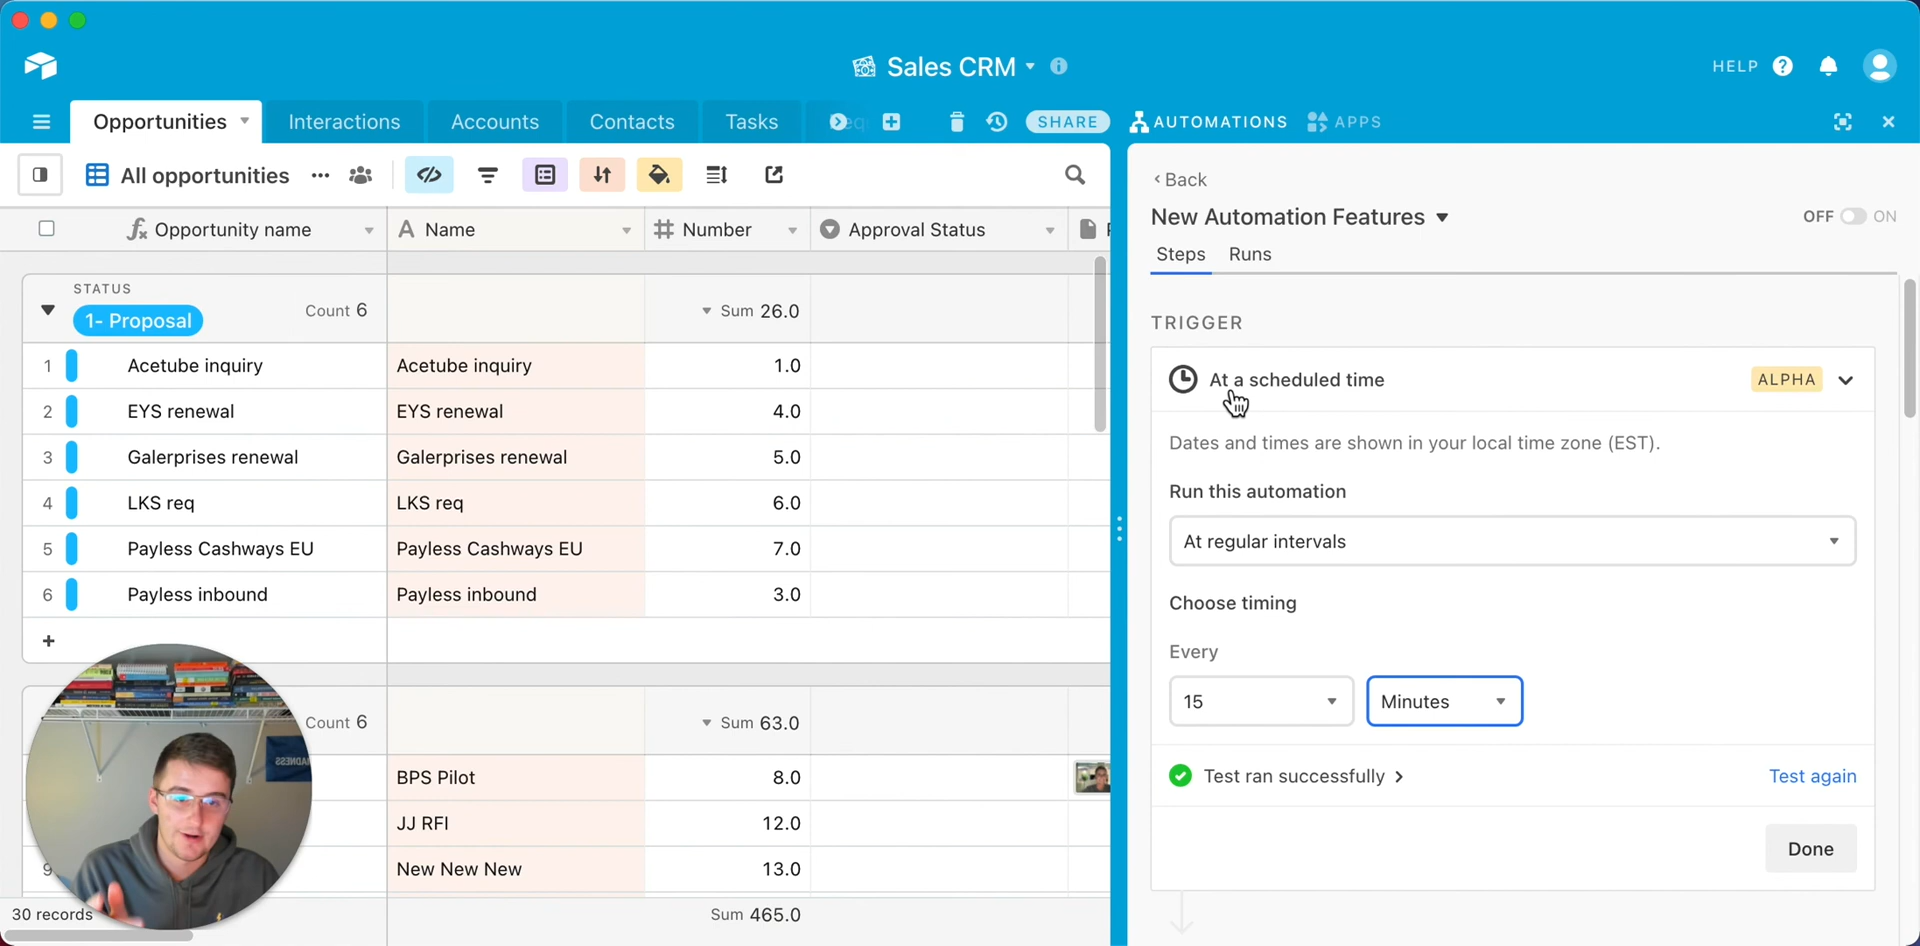 Sales CRM
HELP
Opportunities
Interactions
Accounts
Contacts
Tasks
SHARE
AUTOMATIONS
APPS
All opportunities
Opportunity name
Name
Number
Approval Status
STATUS
1- Proposal
Count 6
Sum 26.0
1 Acetube inquiry Acetube inquiry 1.0
2 EYS renewal EYS renewal 4.0
3 Galerprises renewal Galerprises renewal 5.0
4 LKS req LKS req 6.0
5 Payless Cashways EU Payless Cashways EU 7.0
6 Payless inbound Payless inbound 3.0
+
Count 6
Sum 63.0
BPS Pilot 8.0
JJ RFI 12.0
New New New 13.0
30 records
Sum 465.0
Back
New Automation Features
OFF
ON
Steps
Runs
TRIGGER
At a scheduled time
ALPHA
Dates and times are shown in your local time zone (EST).
Run this automation
At regular intervals
Choose timing
Every
15
Minutes
Test ran successfully
Test again
Done